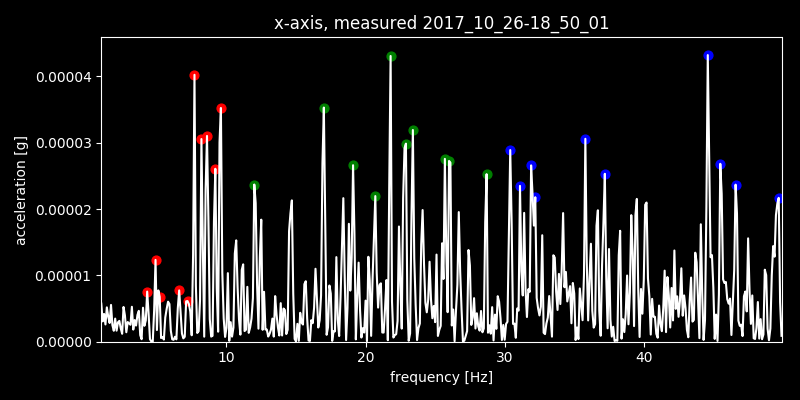 x-axis, measured 2017_10_26-18_50_01
acceleration [g]
0.00004
0.00003
0.00002
0.00001
0.00000
10 20 30 40
frequency [Hz]